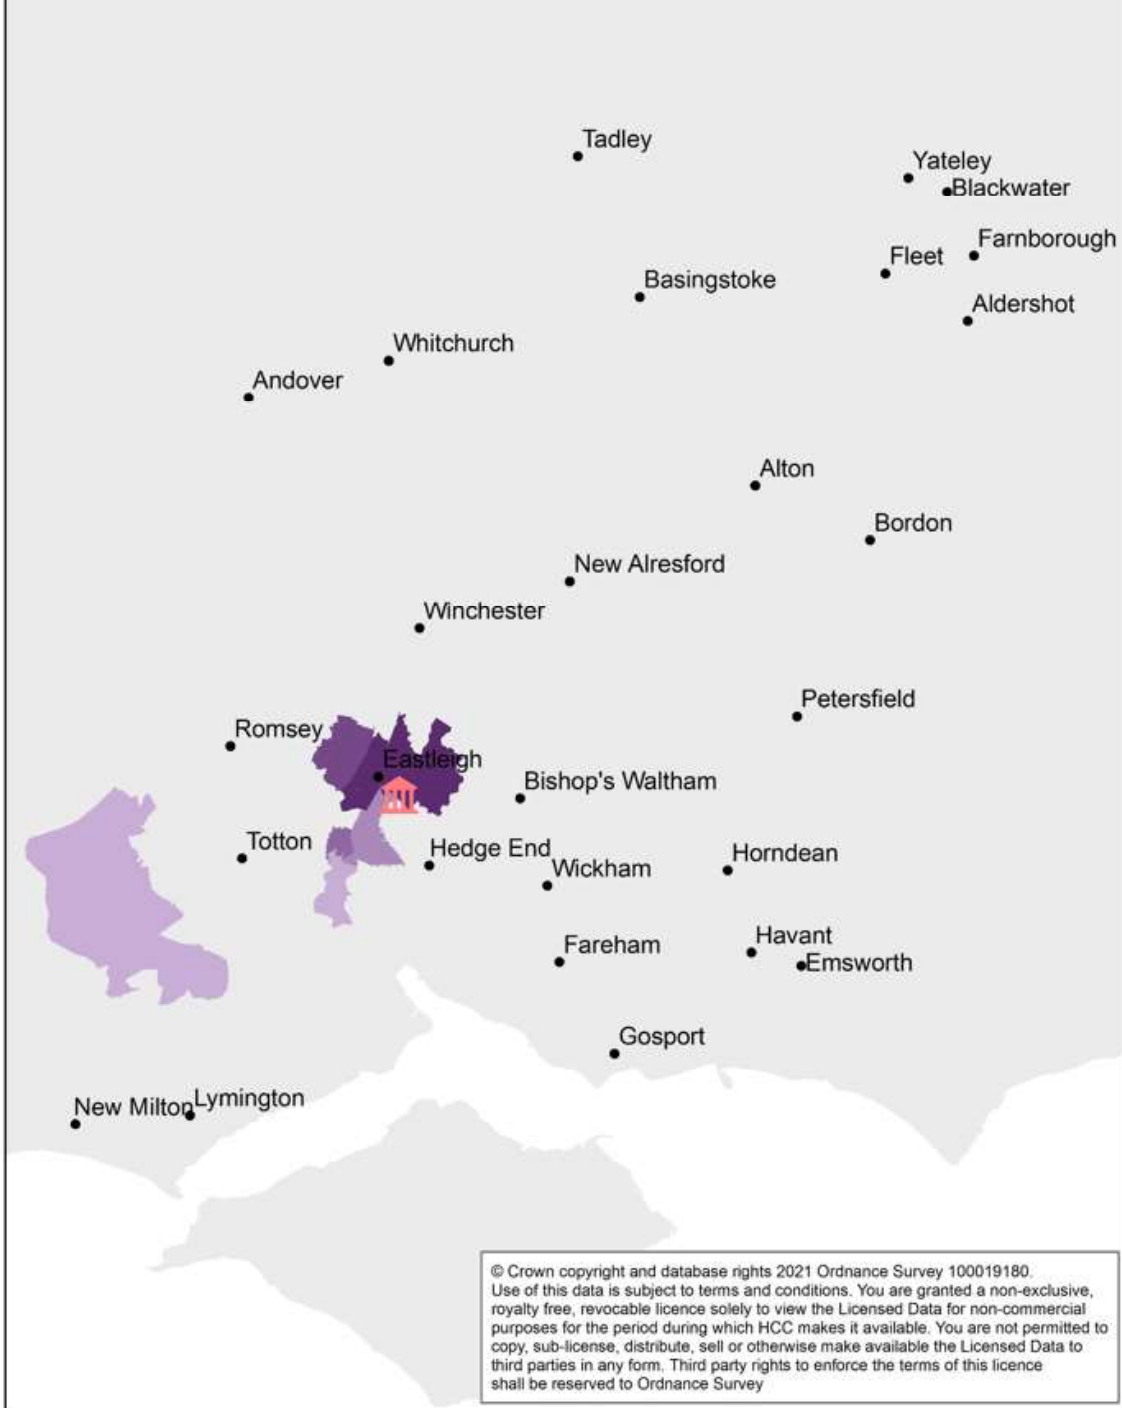 Tadley
Yateley
Blackwater
Farnborough
Fleet
Basingstoke
Aldershot
Whitchurch
Andover
Alton
Bordon
New Alresford
Winchester
Petersfield
Romsey
Eastleigh
Bishop's Waltham
Totton
Hedge End
Horndean
Wickham
Havant
Fareham
Emsworth
Gosport
Lymington
New Milton
© Crown copyright and database rights 2021 Ordnance Survey 100019180.
Use of this data is subject to terms and conditions. You are granted a non-exclusive,
royalty free, revocable licence solely to view the Licensed Data for non-commercial
purposes for the period during which HCC makes it available. You are not permitted to
copy, sub-license, distribute, sell or otherwise make available the Licensed Data to
third parties in any form. Third party rights to enforce the terms of this licence
shall be reserved to Ordnance Survey